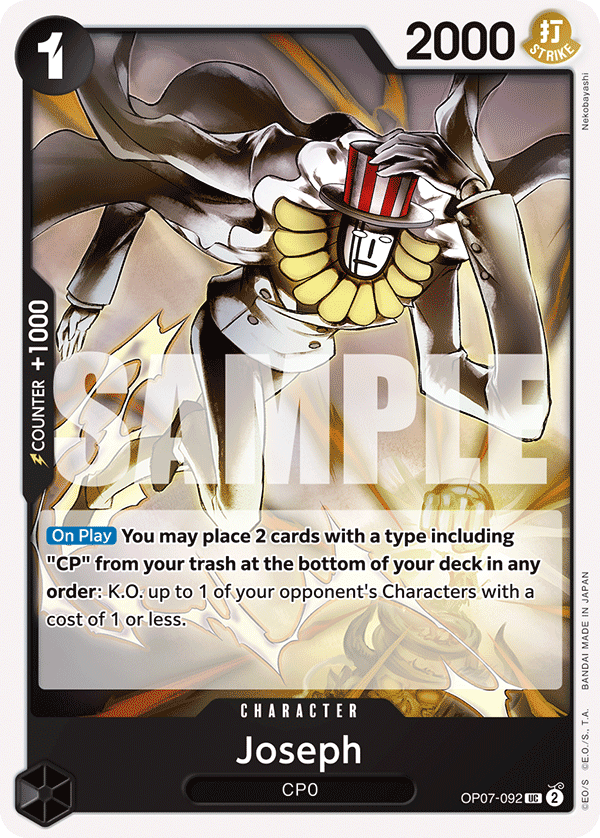 1
2000
打
STRIKE
Nekobayashi
COUNTER +1000
SAMPLE
On Play You may place 2 cards with a type including
"CP" from your trash at the bottom of your deck in any
order: K.O. up to 1 of your opponent's Characters with a
cost of 1 or less.
CHARACTER
Joseph
CP0
OP07-092 UC 2
©EO/S ©E.O./S., T.A. BANDAI MADE IN JAPAN